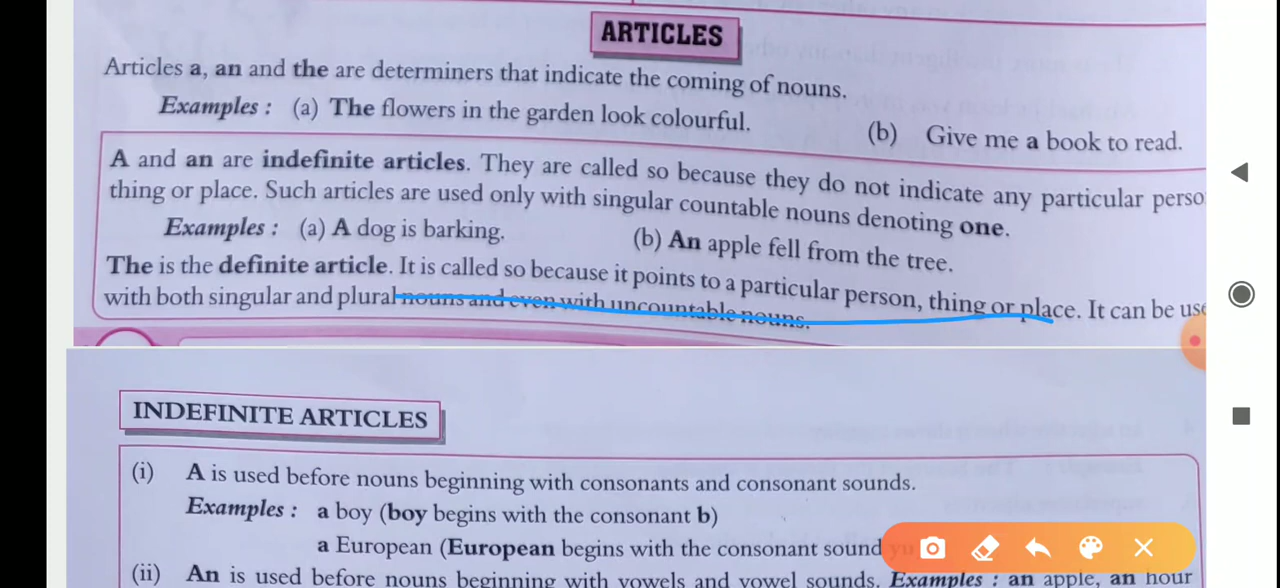 ARTICLES
Articles a, an and the are determiners that indicate the coming of nouns.
Examples : (a) The flowers in the garden look colourful. (b) Give me a book to read.
A and an are indefinite articles. They are called so because they do not indicate any particular perso
thing or place. Such articles are used only with singular countable nouns denoting one.
Examples : (a) A dog is barking. (b) An apple fell from the tree.
The is the definite article. It is called so because it points to a particular person, thing or place. It can be use
with both singular and plural nouns and even with uncountable nouns.
INDEFINITE ARTICLES
(i) A is used before nouns beginning with consonants and consonant sounds.
Examples : a boy (boy begins with the consonant b)
a European (European begins with the consonant sound
(ii) An is used before nouns beginning with vowels and vowel sounds. Examples : an apple, an hour